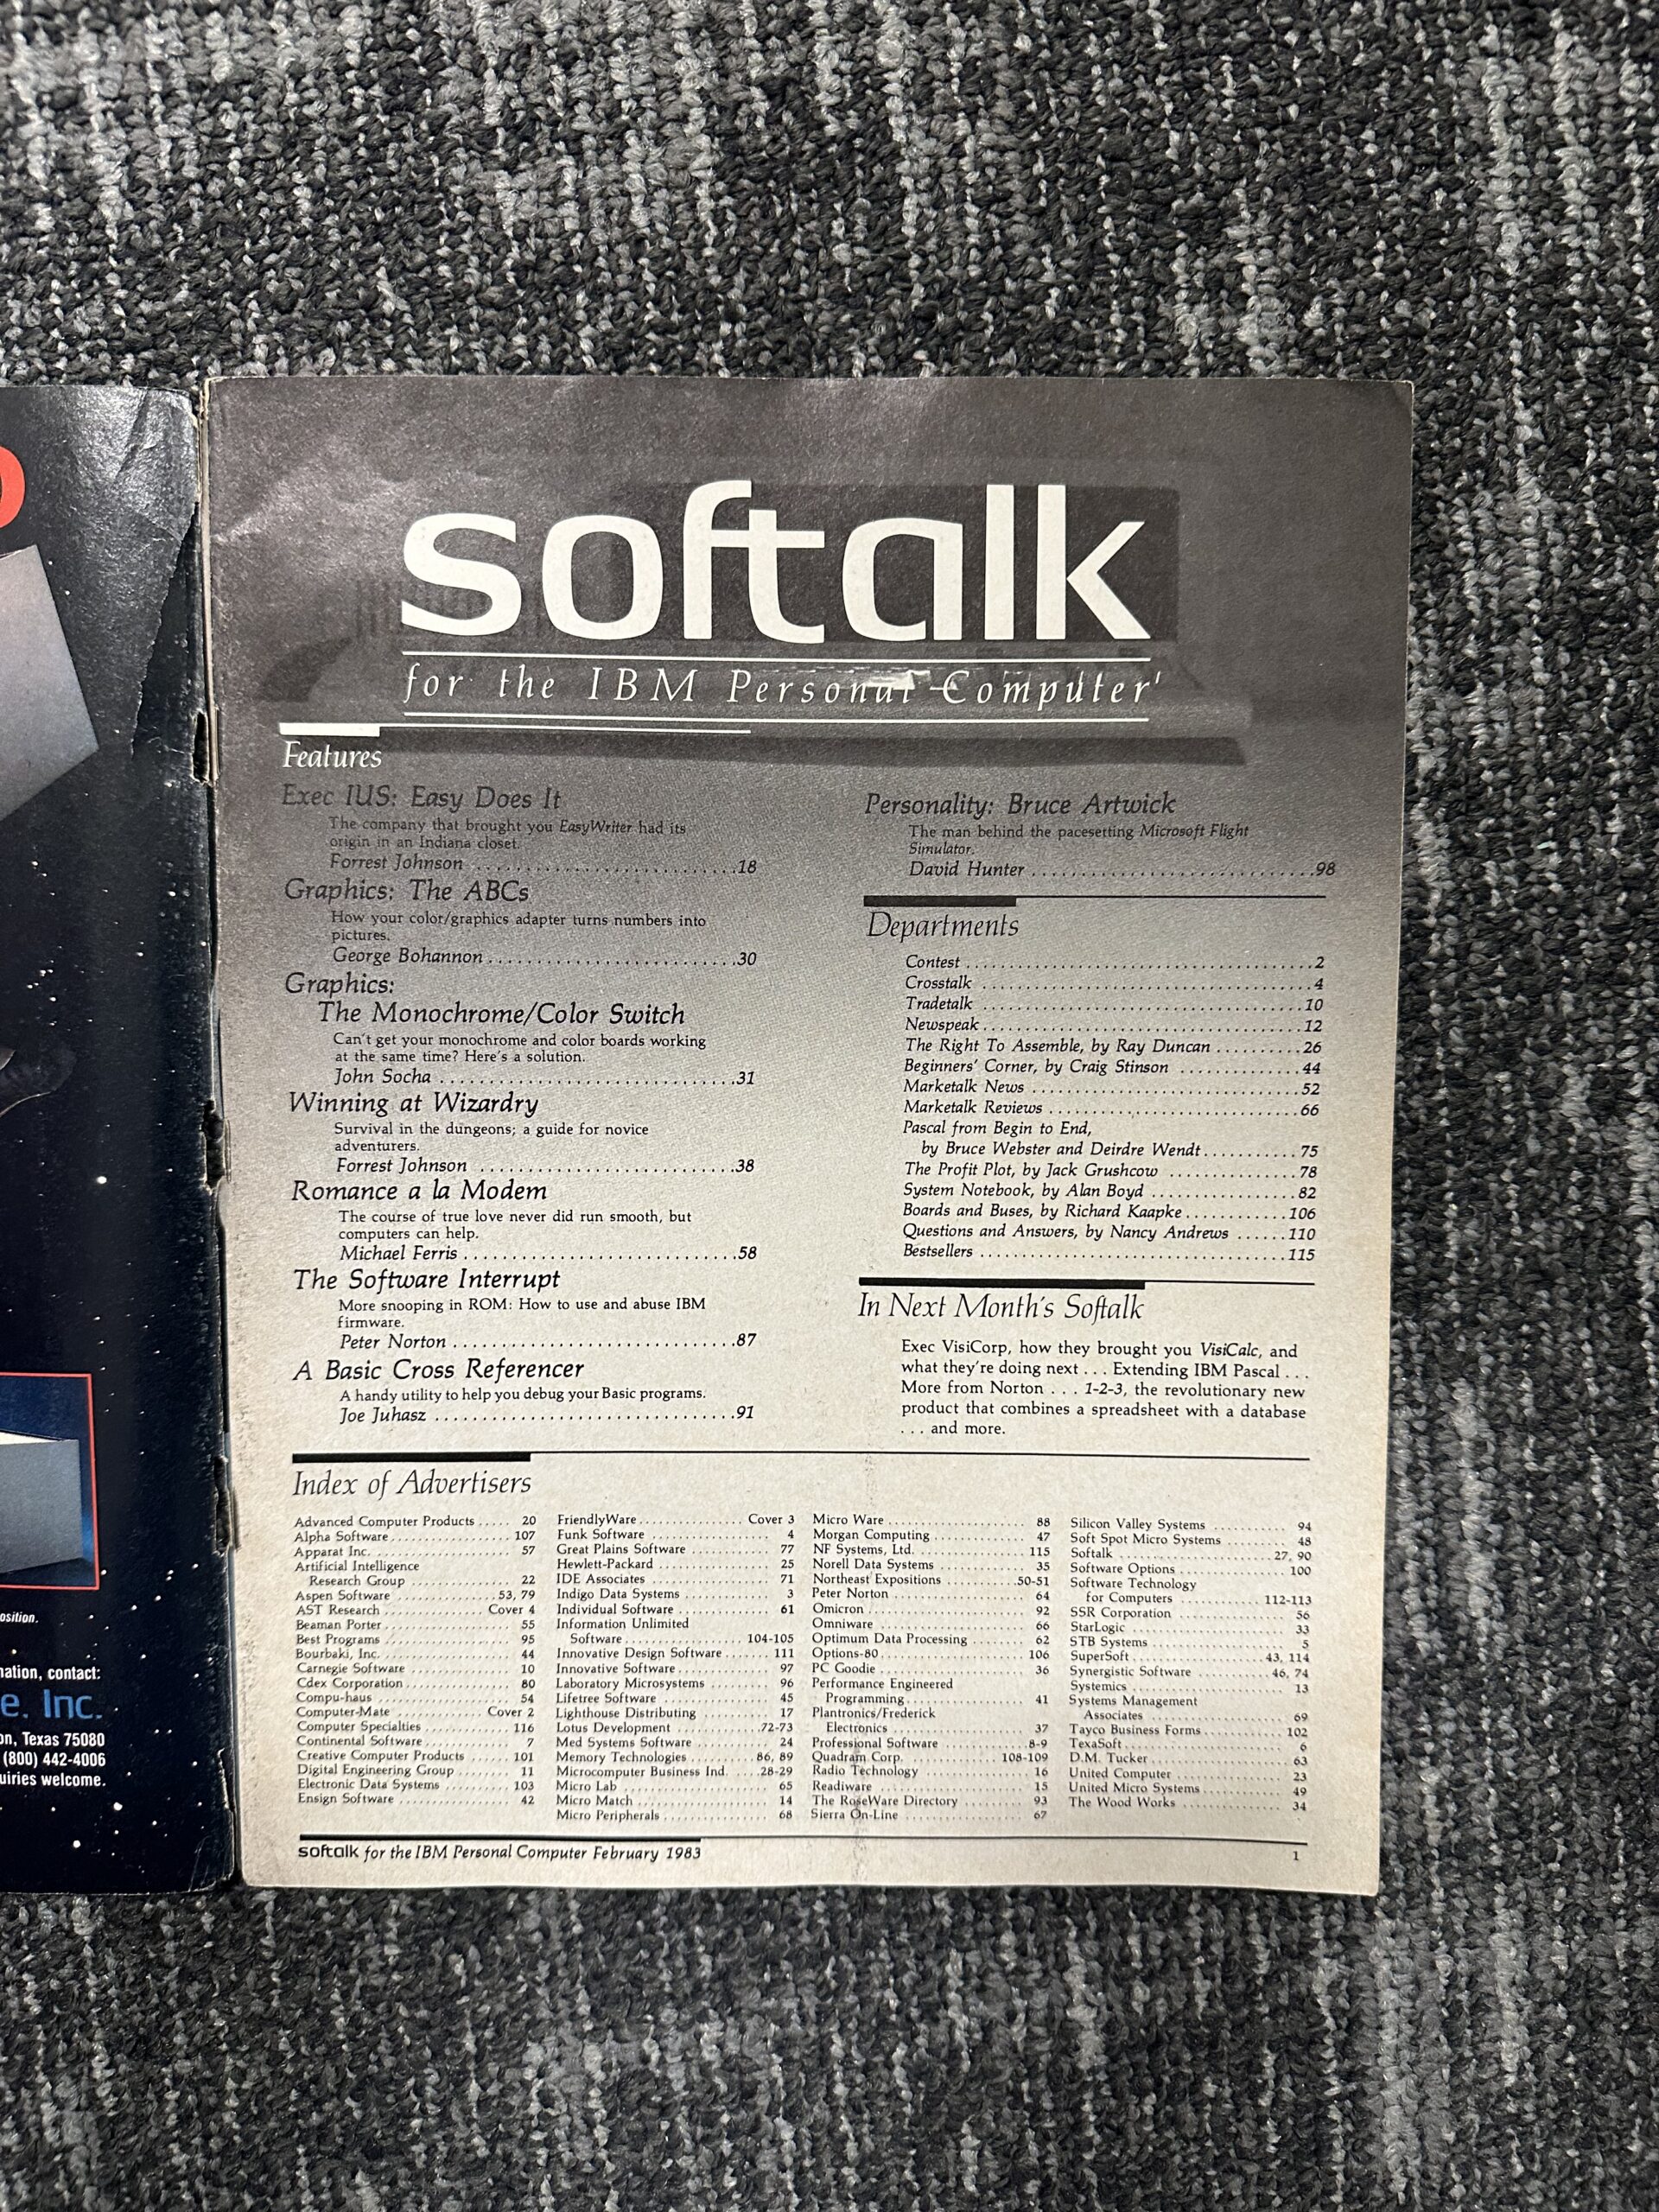 softalk
for the IBM Personal Computer
Features
Exec IUS: Easy Does It
The company that brought you EasyWriter had its
origin in an Indiana closet.
Forrest Johnson ..............................18
Graphics: The ABCs
How your color/graphics adapter turns numbers into
pictures.
George Bohannon ..............................30
Graphics:
The Monochrome/Color Switch
Can't get your monochrome and color boards working
at the same time? Here's a solution.
John Socha ..............................31
Winning at Wizardry
Survival in the dungeons; a guide for novice
adventurers.
Forrest Johnson ..............................38
Romance a la Modem
The course of true love never did run smooth, but
computers can help.
Michael Ferris ..............................58
The Software Interrupt
More snooping in ROM: How to use and abuse IBM
firmware.
Peter Norton ..............................87
A Basic Cross Referencer
A handy utility to help you debug your Basic programs.
Joe Juhasz ..............................91
Personality: Bruce Artwick
The man behind the pacesetting Microsoft Flight
Simulator.
David Hunter ..............................98
Departments
Contest ..............................2
Crosstalk ..............................4
Tradetalk ..............................10
Newspeak ..............................12
The Right To Assemble, by Ray Duncan ..........26
Beginners' Corner, by Craig Stinson ..............44
Marketalk News ..............................52
Marketalk Reviews ..............................66
Pascal from Begin to End,
by Bruce Webster and Deirdre Wendt ...........75
The Profit Plot, by Jack Grushcow ................78
System Notebook, by Alan Boyd .................82
Boards and Buses, by Richard Kaapke ............106
Questions and Answers, by Nancy Andrews ......110
Bestsellers ..............................115
In Next Month's Softalk
Exec VisiCorp, how they brought you VisiCalc, and
what they're doing next . . . Extending IBM Pascal . . .
More from Norton . . . 1-2-3, the revolutionary new
product that combines a spreadsheet with a database
. . . and more.
Index of Advertisers
Advanced Computer Products ..... 20
Alpha Software .................... 107
Apparat Inc. ....................... 57
Artificial Intelligence
Research Group .................. 22
Aspen Software .................. 53, 79
AST Research ................. Cover 4
Beaman Porter ..................... 55
Best Programs ..................... 95
Bourbaki, Inc. ..................... 44
Carnegie Software .................. 10
Cdex Corporation .................. 80
Compu-haus ....................... 54
Computer-Mate ............... Cover 2
Computer Specialties .............. 116
Continental Software ................ 7
Creative Computer Products ....... 101
Digital Engineering Group .......... 11
Electronic Data Systems ........... 103
Ensign Software .................... 42
FriendlyWare .................. Cover 3
Funk Software ...................... 4
Great Plains Software .............. 77
Hewlett-Packard ................... 25
IDE Associates ..................... 71
Indigo Data Systems ................. 3
Individual Software ................ 61
Information Unlimited
Software ..................... 104-105
Innovative Design Software ....... 111
Innovative Software ................ 97
Laboratory Microsystems ........... 96
Lifetree Software ................... 45
Lighthouse Distributing ............ 17
Lotus Development ............. 72-73
Med Systems Software .............. 24
Memory Technologies .......... 86, 89
Microcomputer Business Ind. .... 28-29
Micro Lab ......................... 65
Micro Match ...................... 14
Micro Peripherals .................. 68
Micro Ware ....................... 88
Morgan Computing ................ 47
NF Systems, Ltd. .................. 115
Norell Data Systems ................ 35
Northeast Expositions .......... 50-51
Peter Norton ...................... 64
Omicron .......................... 92
Omniware ......................... 66
Optimum Data Processing ......... 62
Options-80 ....................... 106
PC Goodie ........................ 36
Performance Engineered
Programming .................... 41
Plantronics/Frederick
Electronics ...................... 37
Professional Software ............. 8-9
Quadram Corp. ............. 108-109
Radio Technology .................. 16
Readiware ......................... 15
The RoseWare Directory ........... 93
Sierra On-Line ..................... 67
Silicon Valley Systems .............. 94
Soft Spot Micro Systems ............ 48
Softalk ......................... 27, 90
Software Options ................. 100
Software Technology
for Computers .............. 112-113
SSR Corporation ................... 56
StarLogic .......................... 33
STB Systems ........................ 5
SuperSoft ..................... 43, 114
Synergistic Software ............ 46, 74
Systemics ......................... 13
Systems Management
Associates ....................... 69
Tayco Business Forms ............. 102
TexaSoft ........................... 6
D.M. Tucker ...................... 63
United Computer .................. 23
United Micro Systems .............. 49
The Wood Works .................. 34
softalk for the IBM Personal Computer February 1983
1
contact:
e. Inc.
Texas 75080
(800) 442-4006
welcome.